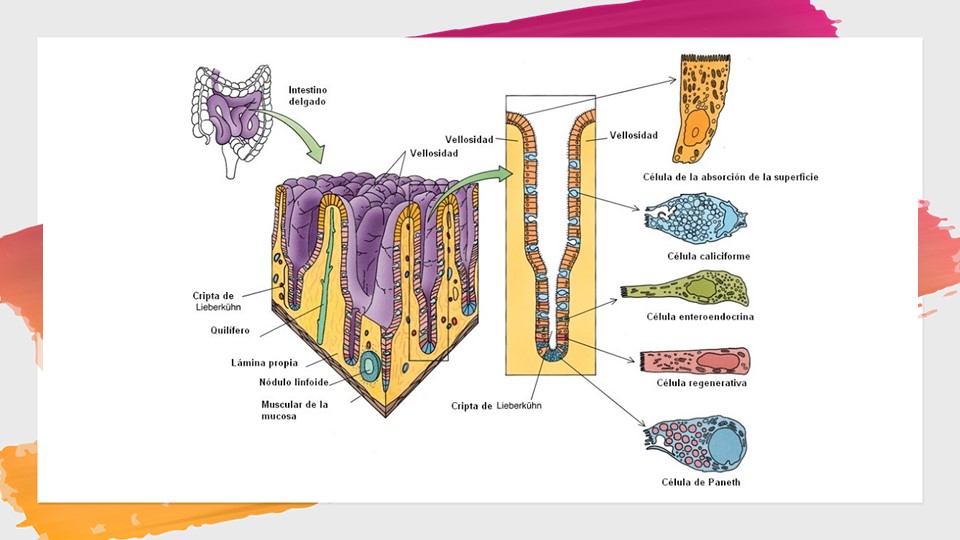 Intestino
delgado
Vellosidad
Cripta de
Lieberkühn
Quilífero
Lámina propia
Nódulo linfoide
Muscular de la
mucosa
Vellosidad
Vellosidad
Cripta de Lieberkühn
Célula de la absorción de la superficie
Célula caliciforme
Célula enteroendocrina
Célula regenerativa
Célula de Paneth